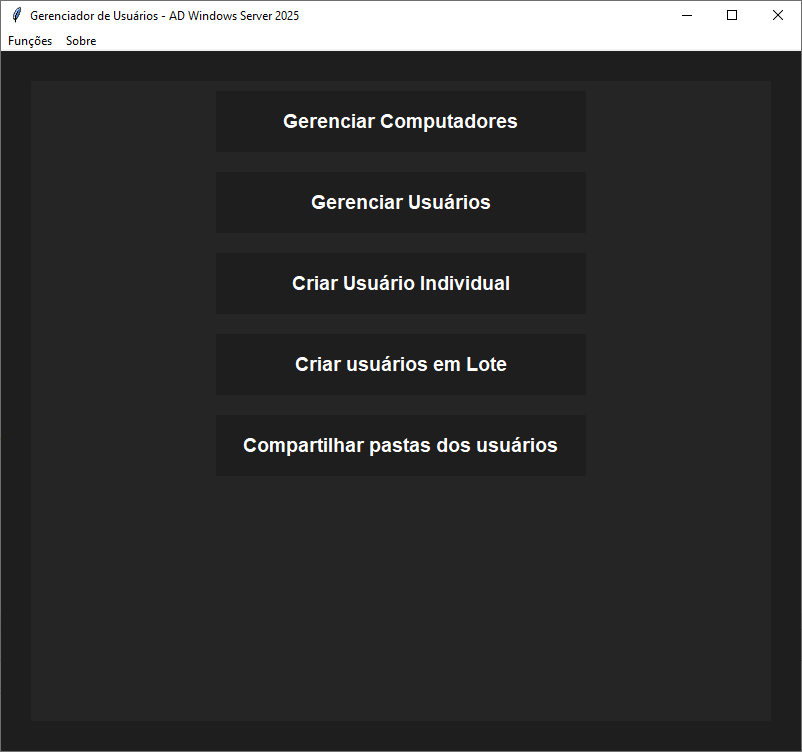 Gerenciador de Usuários - AD Windows Server 2025
Funções Sobre
Gerenciar Computadores
Gerenciar Usuários
Criar Usuário Individual
Criar usuários em Lote
Compartilhar pastas dos usuários